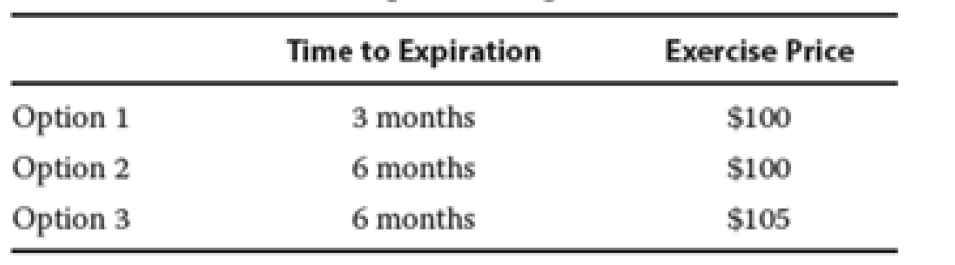 Time to Expiration Exercise Price
Option 1 3 months $100
Option 2 6 months $100
Option 3 6 months $105